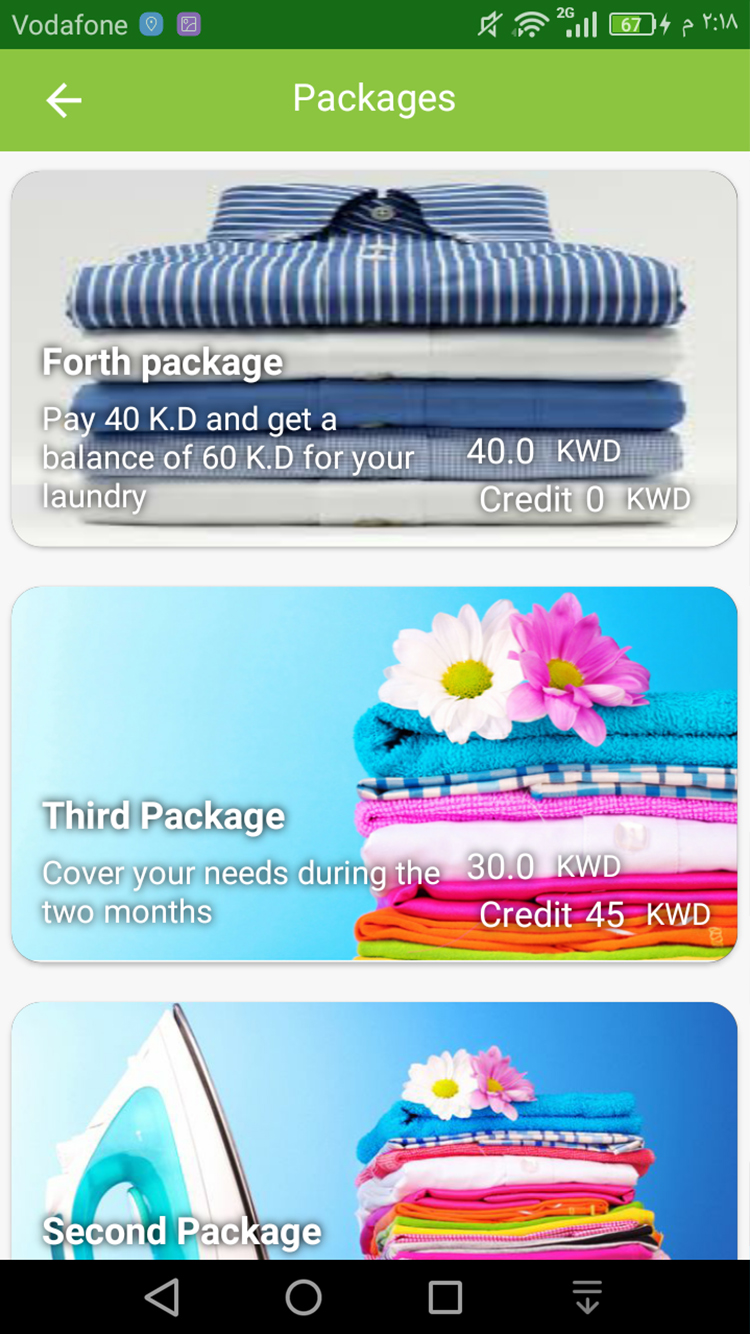 Vodafone
2G
67
م ٢:١٨
Packages
Forth package
Pay 40 K.D and get a
balance of 60 K.D for your
laundry
40.0 KWD
Credit 0 KWD
Third Package
Cover your needs during the
two months
30.0 KWD
Credit 45 KWD
Second Package